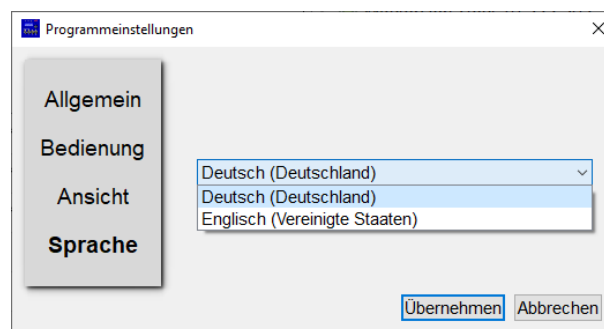 Programmeinstellungen
Allgemein
Bedienung
Ansicht
Sprache
Deutsch (Deutschland)
Deutsch (Deutschland)
Englisch (Vereinigte Staaten)
Übernehmen Abbrechen